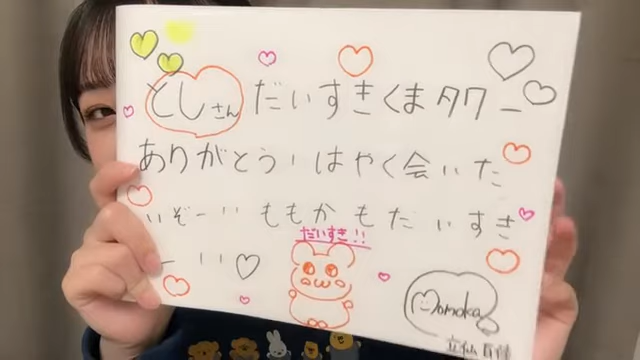 としさん だいすきくまタワー
ありがとう!はやく会いた
いぞー!! ももかもだいすき
ー!!
だいすき!!
Momoka